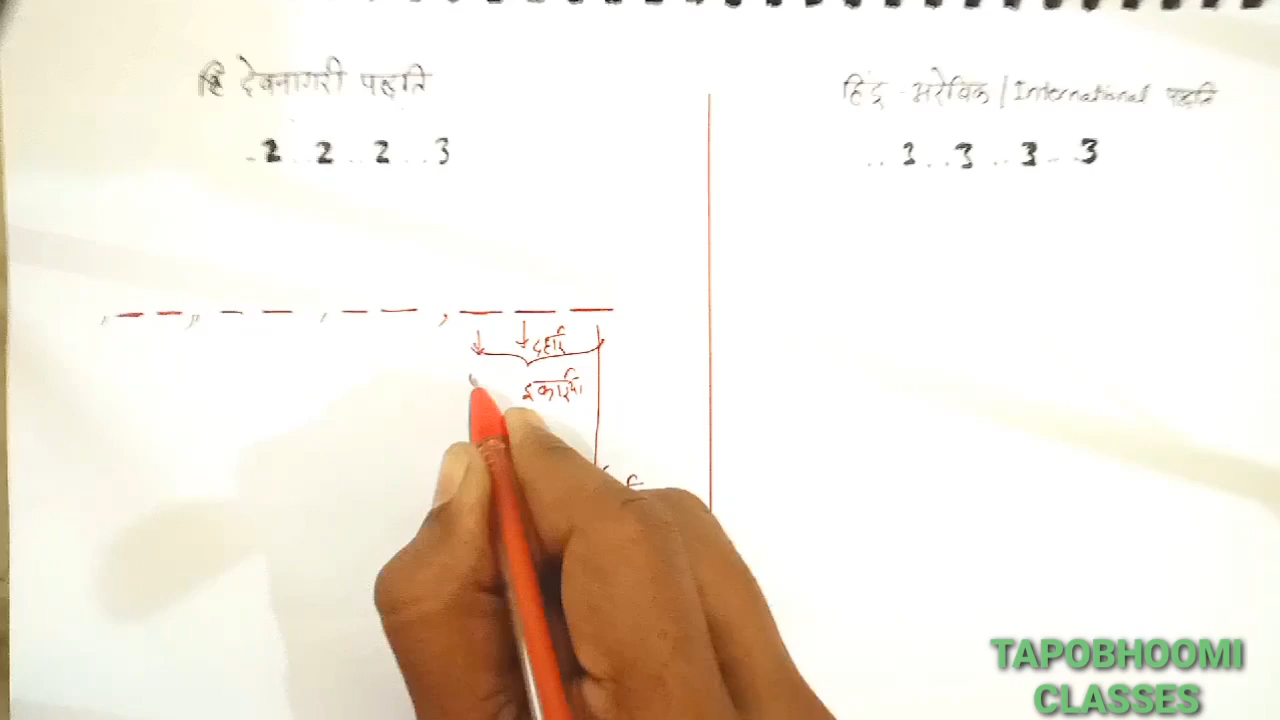 देवनागरी पद्धति
हिंदू अरेबिक / International पद्धति
2 2 2 3
3 3 3 3
दहाई
इकाई
TAPOBHOOMI
CLASSES